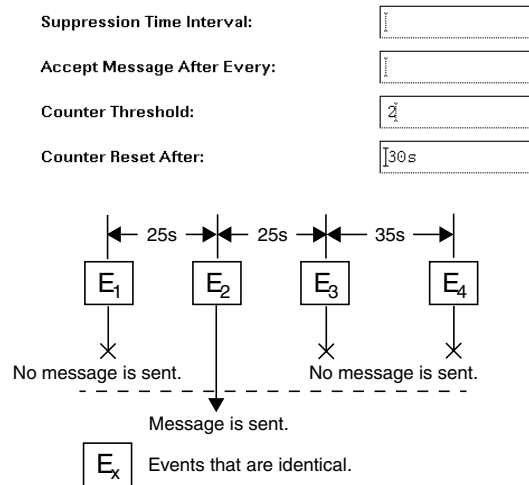 Suppression Time Interval:
Accept Message After Every:
Counter Threshold: 2
Counter Reset After: 30s
25s 25s 35s
E1 E2 E3 E4
No message is sent. No message is sent.
Message is sent.
Ex Events that are identical.